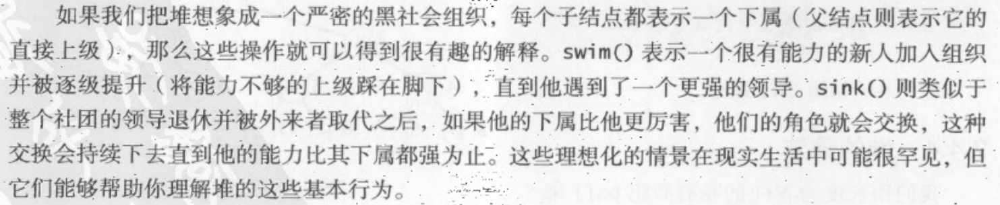 如果我们把堆想象成一个严密的黑社会组织，每个子结点都表示一个下属（父结点则表示它的
直接上级），那么这些操作就可以得到很有趣的解释。swim() 表示一个很有能力的新人加入组织
并被逐级提升（将能力不够的上级踩在脚下），直到他遇到了一个更强的领导。sink() 则类似于
整个社团的领导退休并被外来者取代之后，如果他的下属比他更厉害，他们的角色就会交换，这种
交换会持续下去直到他的能力比其下属都强为止。这些理想化的情景在现实生活中可能很罕见，但
它们能够帮助你理解堆的这些基本行为。